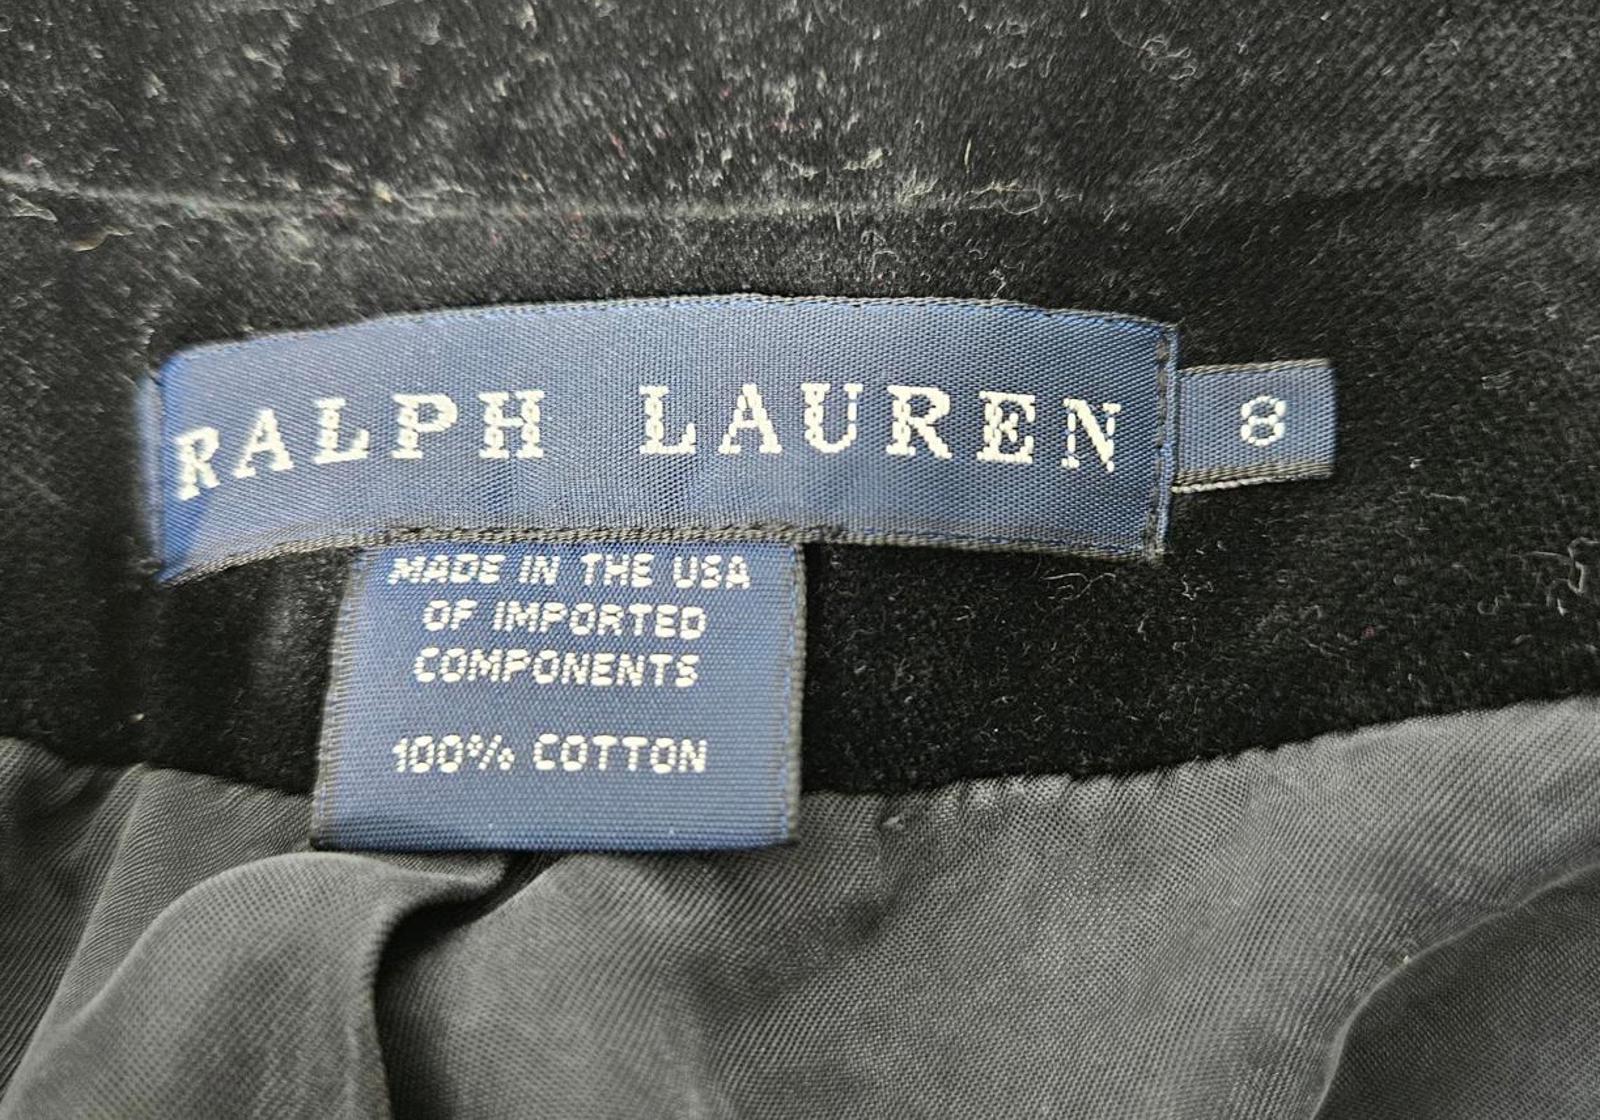 RALPH LAUREN
8
MADE IN THE USA
OF IMPORTED
COMPONENTS
100% COTTON